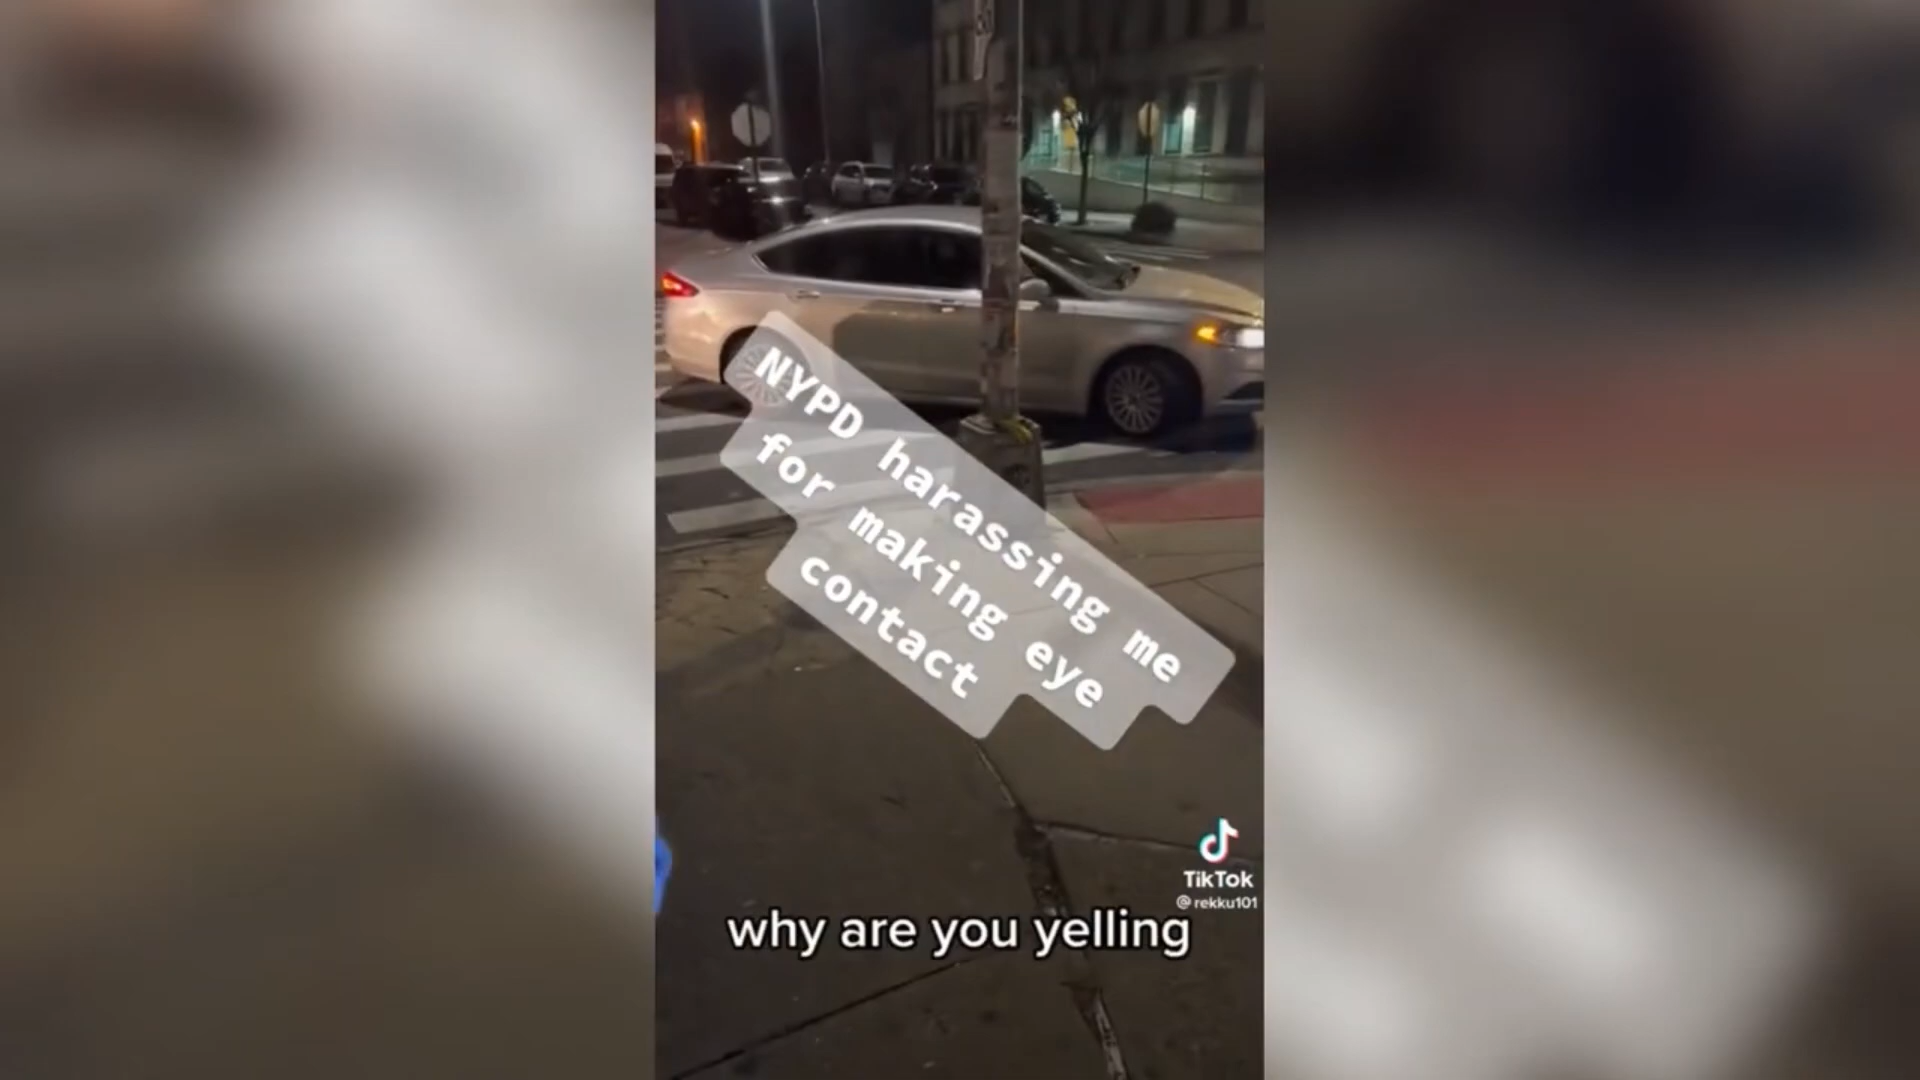 NYPD harassing me
for making eye
contact
TikTok
@rekku101
why are you yelling